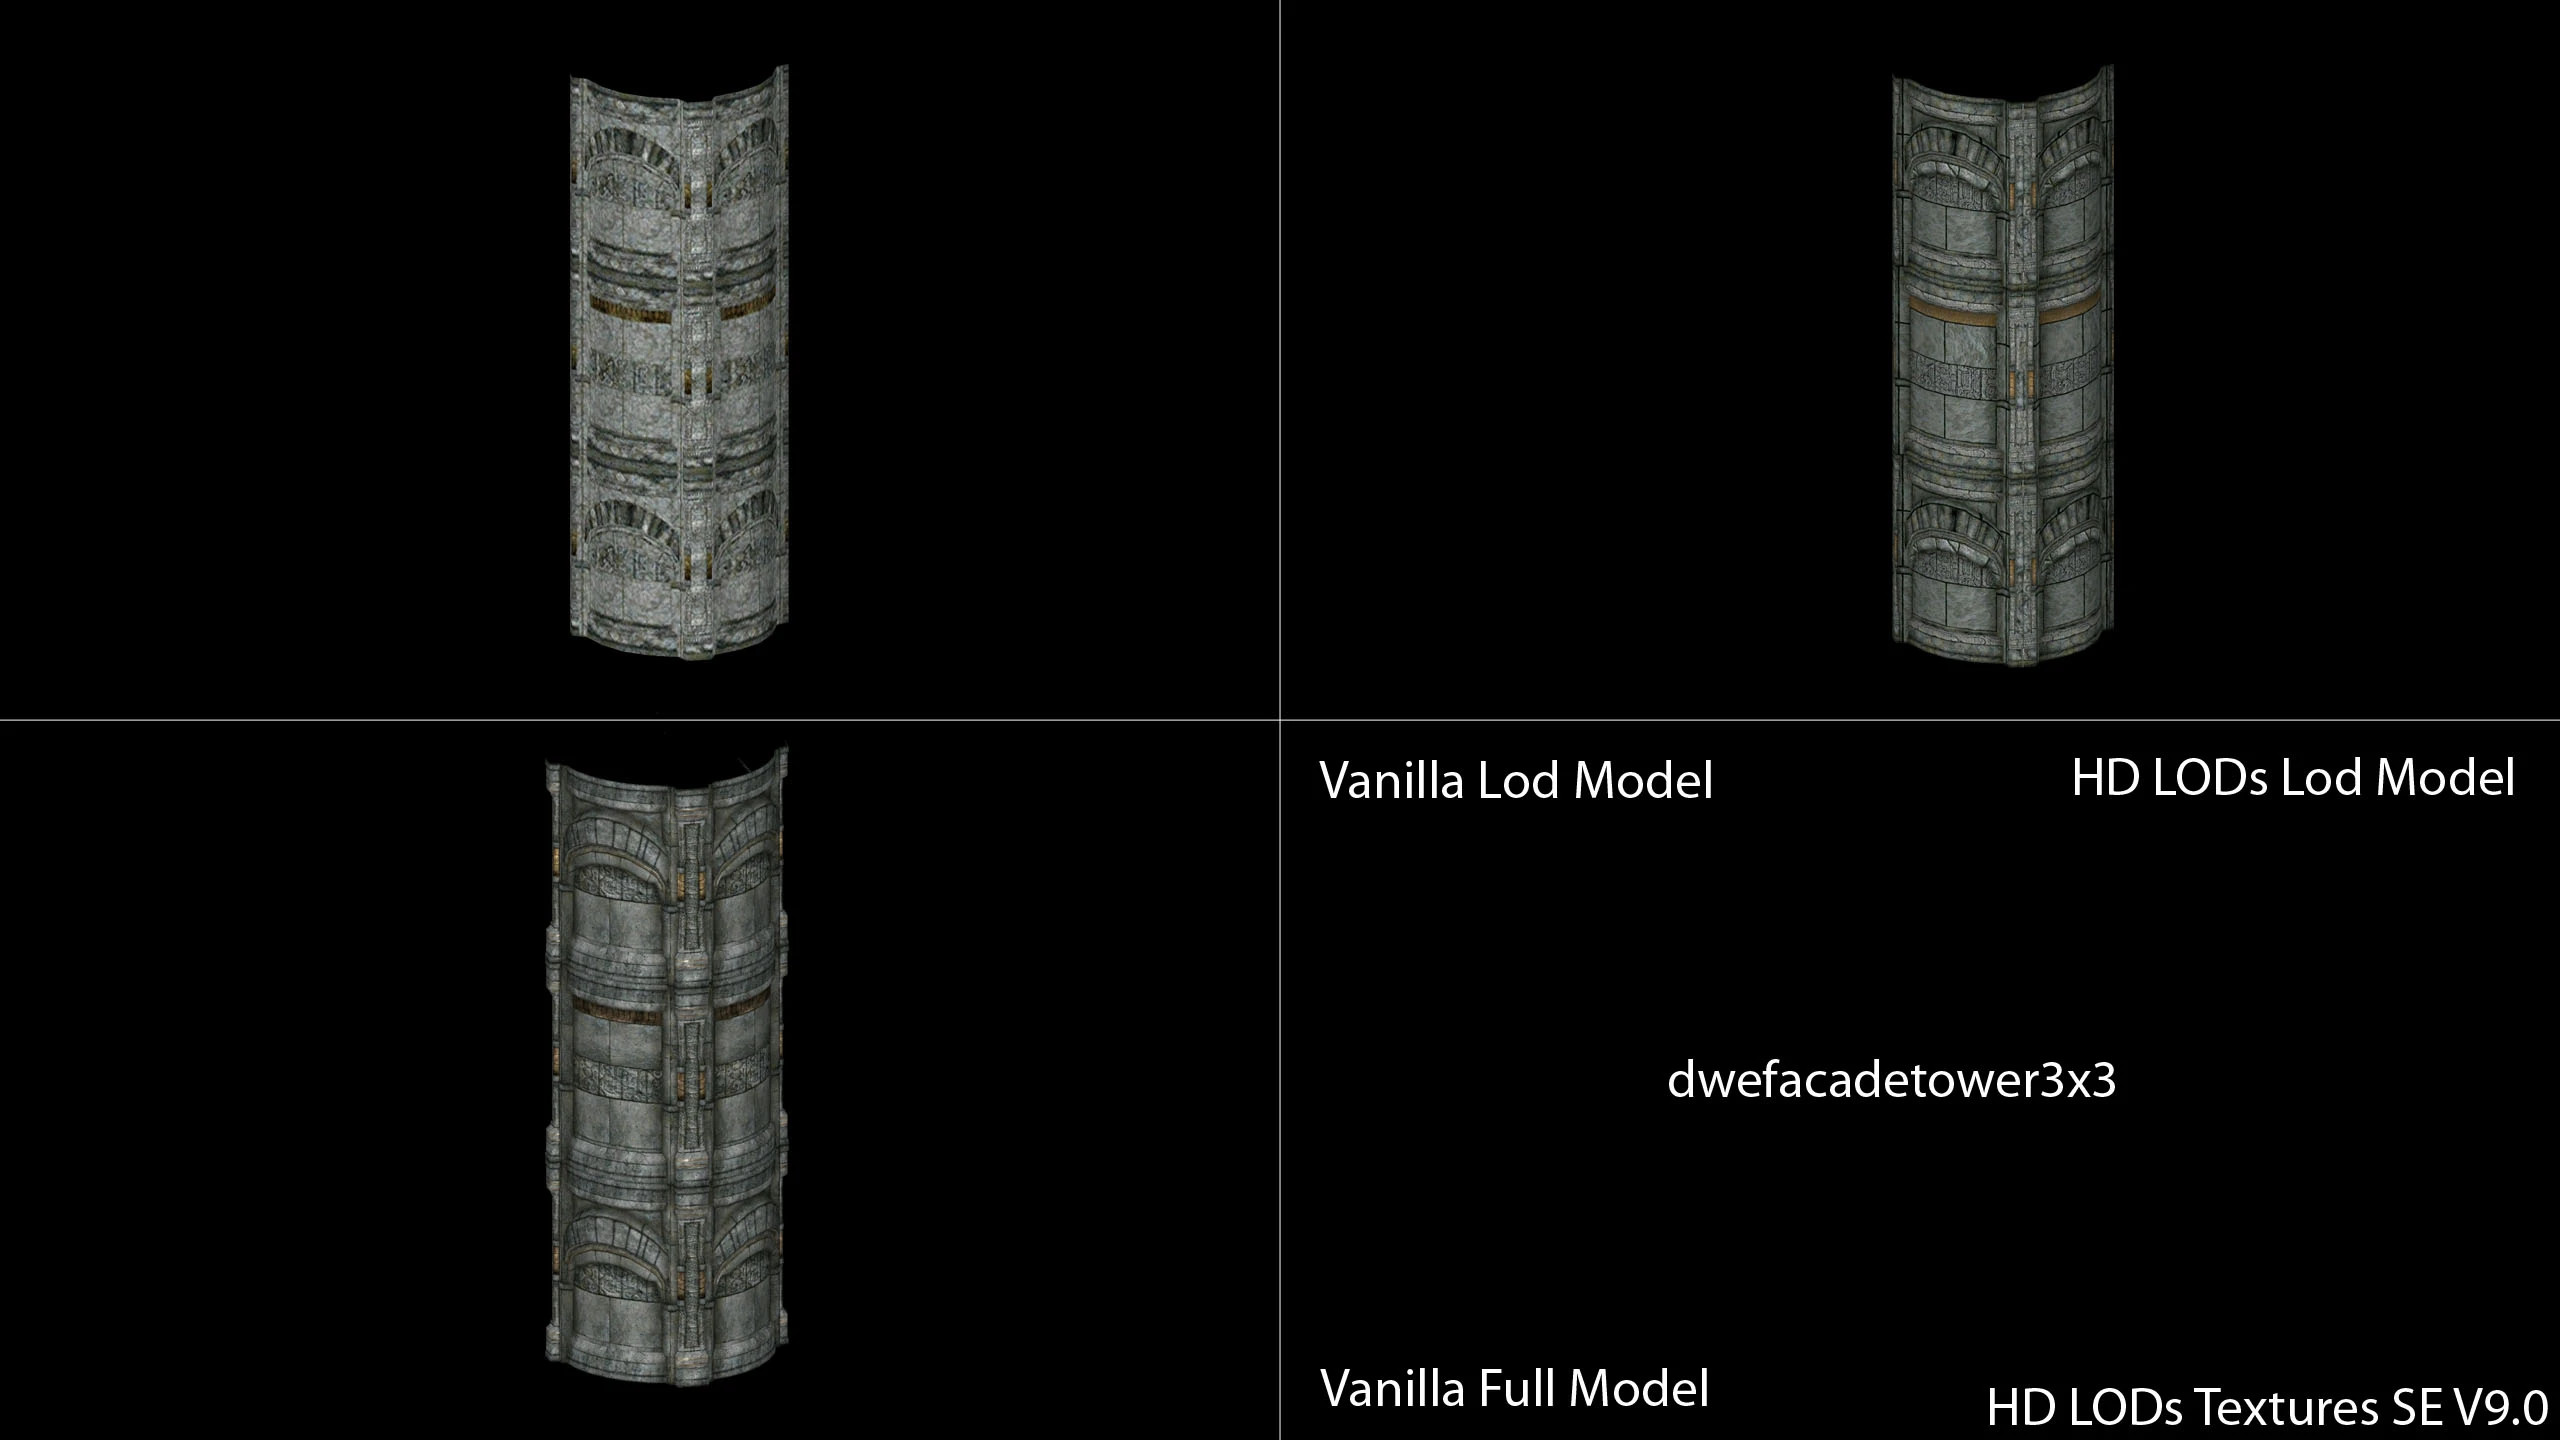 Vanilla Lod Model
HD LODs Lod Model
dwefacadetower3x3
Vanilla Full Model
HD LODs Textures SE V9.0